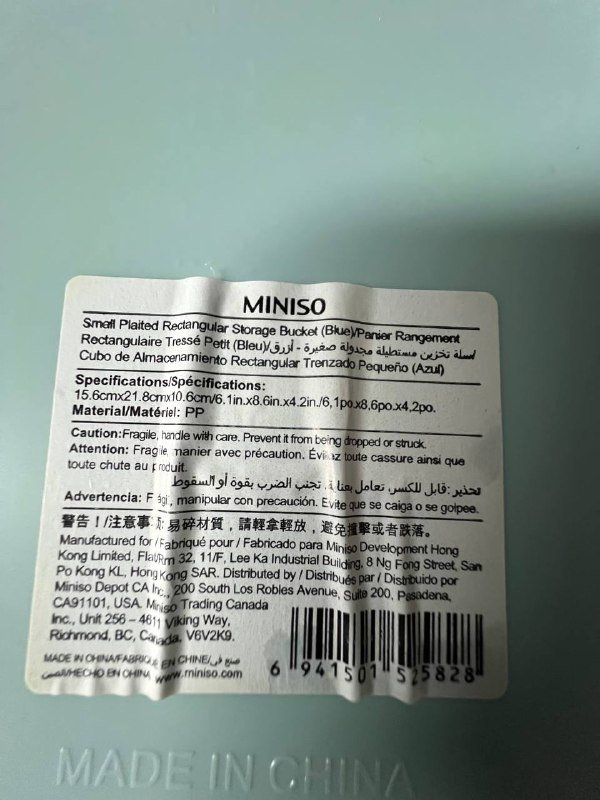 MINISO
Small Plaited Rectangular Storage Bucket (Blue)/Panier Rangement
Rectangulaire Tressé Petit (Bleu)/سلة تخزين مستطيلة مجدولة صغيرة - أزرق/
Cubo de Almacenamiento Rectangular Trenzado Pequeño (Azul)
Specifications/Spécifications:
15.6cmx21.8cmx10.6cm/6.1in.x8.6in.x4.2in./6,1po.x8,6po.x4,2po.
Material/Matériel: PP
Caution:Fragile, handle with care. Prevent it from being dropped or struck.
Attention: Fragile, manier avec précaution. Évitez toute cassure ainsi que
toute chute au produit.
تحذير: قابل للكسر، تعامل بعناية. تجنب الضرب بقوة أو السقوط
Advertencia: Frágil, manipular con precaución. Evite que se caiga o se golpee.
警告！/注意事項：易碎材質，請輕拿輕放，避免撞擊或者跌落。
Manufactured for / Fabriqué pour / Fabricado para Miniso Development Hong
Kong Limited, Flat/Rm 32, 11/F, Lee Ka Industrial Building, 8 Ng Fong Street, San
Po Kong KL, Hong Kong SAR. Distributed by / Distribués par / Distribuido por
Miniso Depot CA Inc., 200 South Los Robles Avenue, Suite 200, Pasadena,
CA91101, USA. Miniso Trading Canada
Inc., Unit 256 – 4611 Viking Way,
Richmond, BC, Canada, V6V2K9.
MADE IN CHINA/FABRIQUÉ EN CHINE/صنع في
الصين/HECHO EN CHINA www.miniso.com
6 941501 525828
MADE IN CHINA